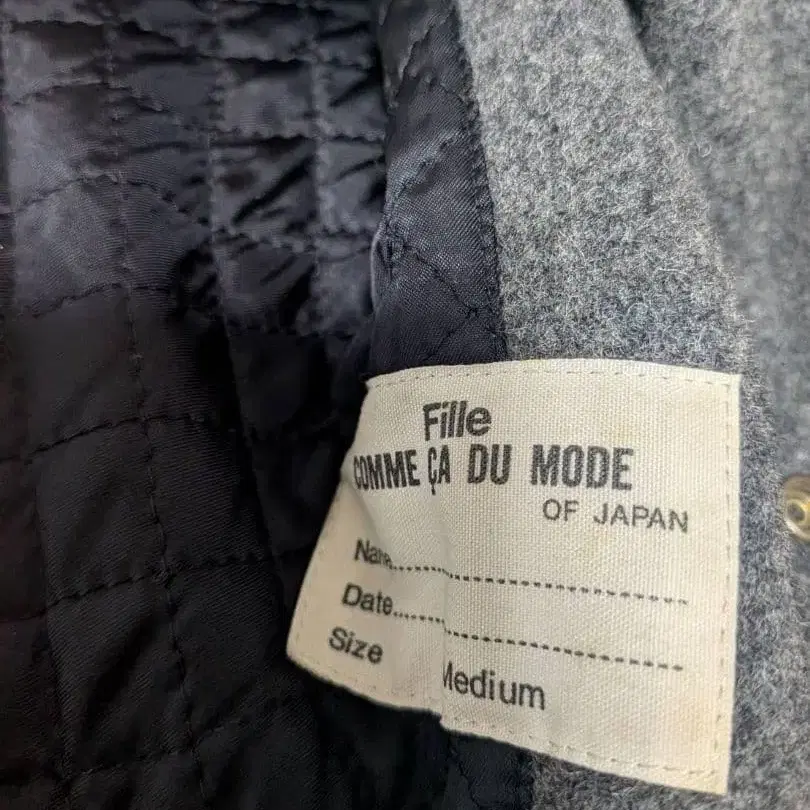 Fille
COMME ÇA DU MODE
OF JAPAN
Name
Date
Size Medium